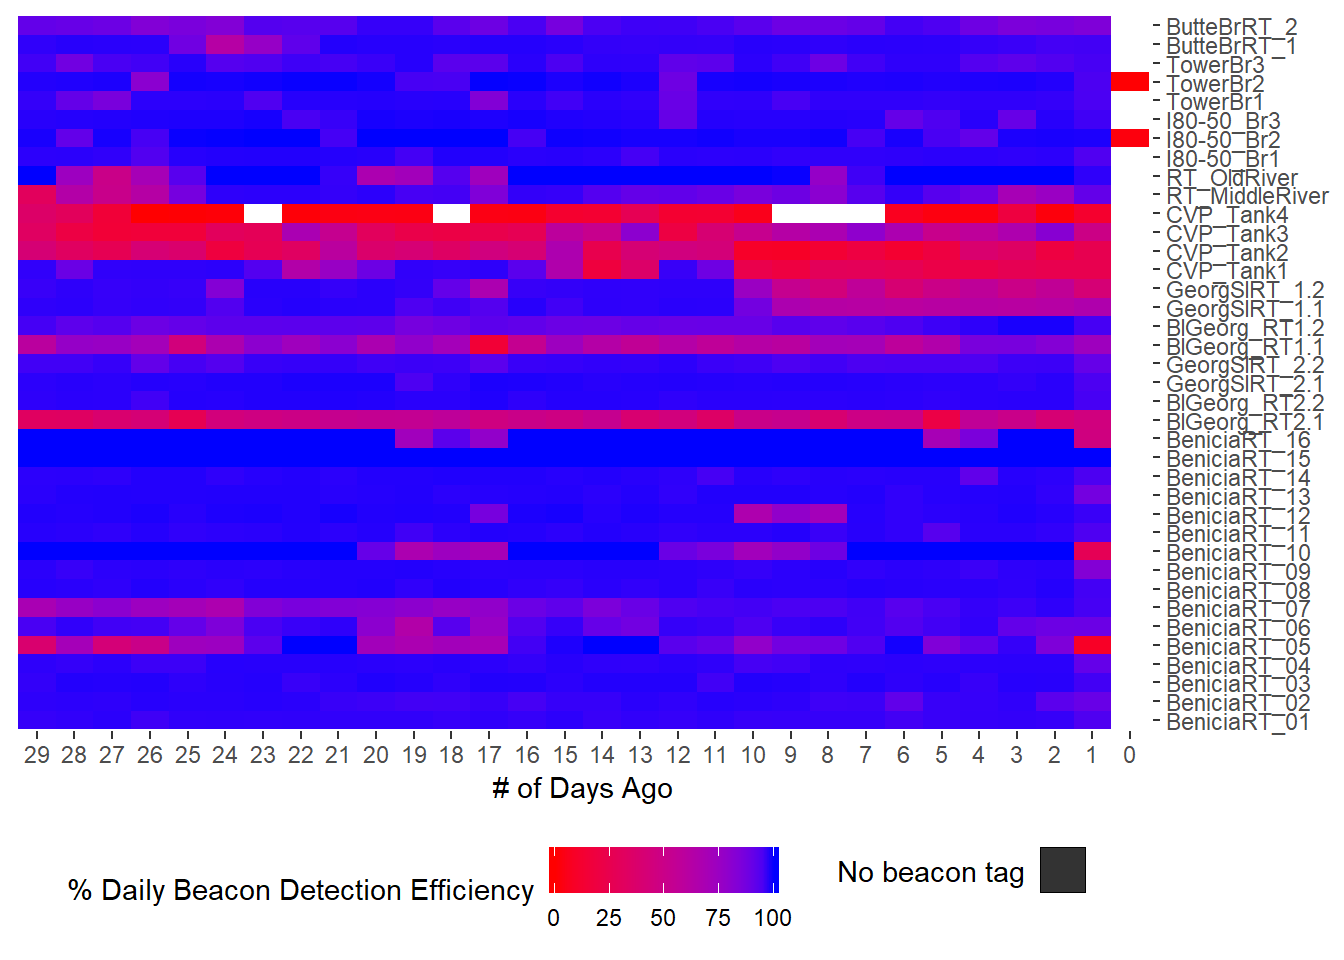 ButteBrRT_2
ButteBrRT_1
TowerBr3
TowerBr2
TowerBr1
I80-50_Br3
I80-50_Br2
I80-50_Br1
RT_OldRiver
RT_MiddleRiver
CVP_Tank4
CVP_Tank3
CVP_Tank2
CVP_Tank1
GeorgSlRT_1.2
GeorgSlRT_1.1
BlGeorg_RT1.2
BlGeorg_RT1.1
GeorgSlRT_2.2
GeorgSlRT_2.1
BlGeorg_RT2.2
BlGeorg_RT2.1
BeniciaRT_16
BeniciaRT_15
BeniciaRT_14
BeniciaRT_13
BeniciaRT_12
BeniciaRT_11
BeniciaRT_10
BeniciaRT_09
BeniciaRT_08
BeniciaRT_07
BeniciaRT_06
BeniciaRT_05
BeniciaRT_04
BeniciaRT_03
BeniciaRT_02
BeniciaRT_01
29 28 27 26 25 24 23 22 21 20 19 18 17 16 15 14 13 12 11 10 9 8 7 6 5 4 3 2 1 0
# of Days Ago
% Daily Beacon Detection Efficiency
0 25 50 75 100
No beacon tag